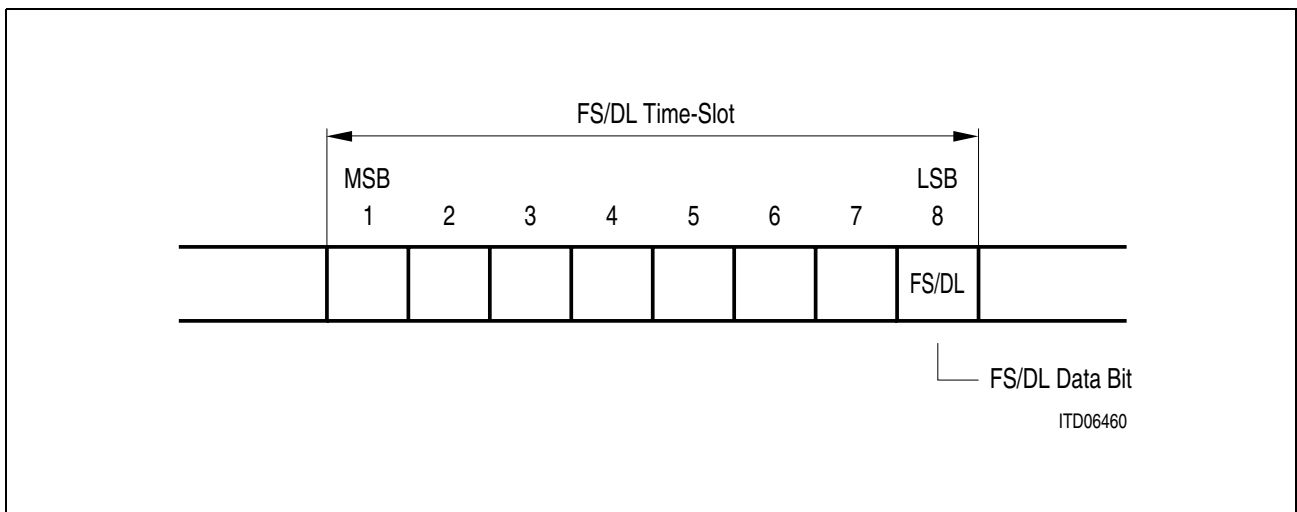 FS/DL Time-Slot
MSB LSB
1 2 3 4 5 6 7 8
FS/DL
FS/DL Data Bit
ITD06460